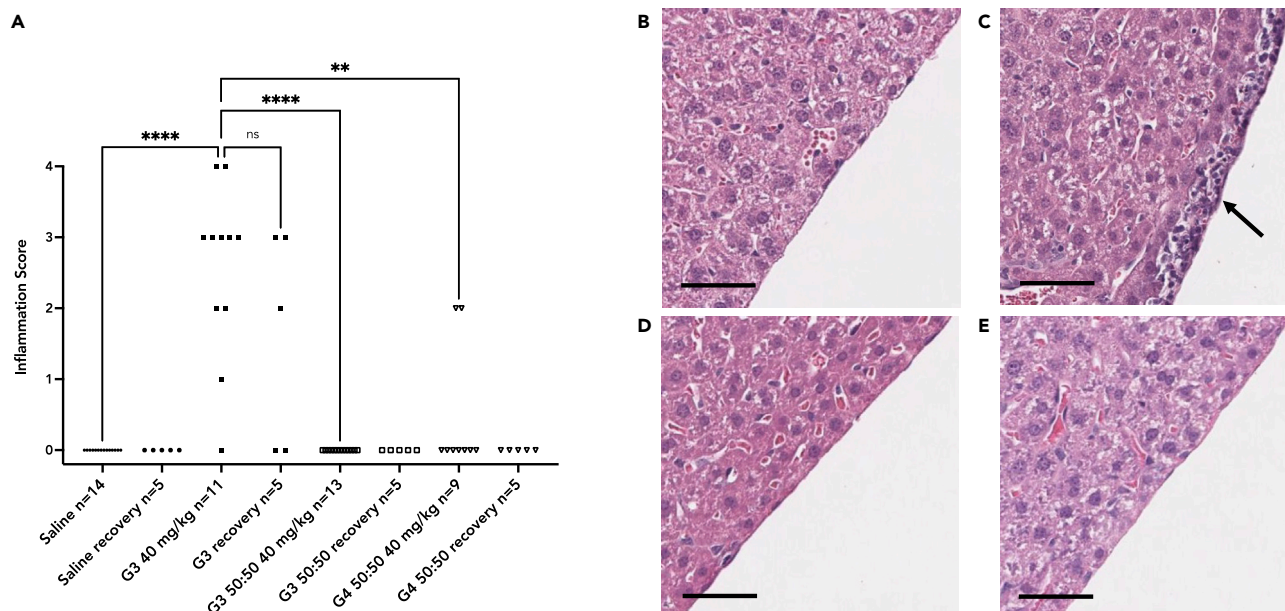 A
B
C
**
****
****
ns
4
3
2
1
0
Inflammation Score
Saline n=14
Saline recovery n=5
G3 40 mg/kg n=11
G3 recovery n=5
G3 50:50 40 mg/kg n=13
G3 50:50 recovery n=5
G4 50:50 40 mg/kg n=9
G4 50:50 recovery n=5
D
E